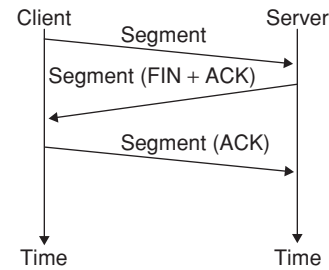 Client Server
Segment
Segment (FIN + ACK)
Segment (ACK)
Time Time